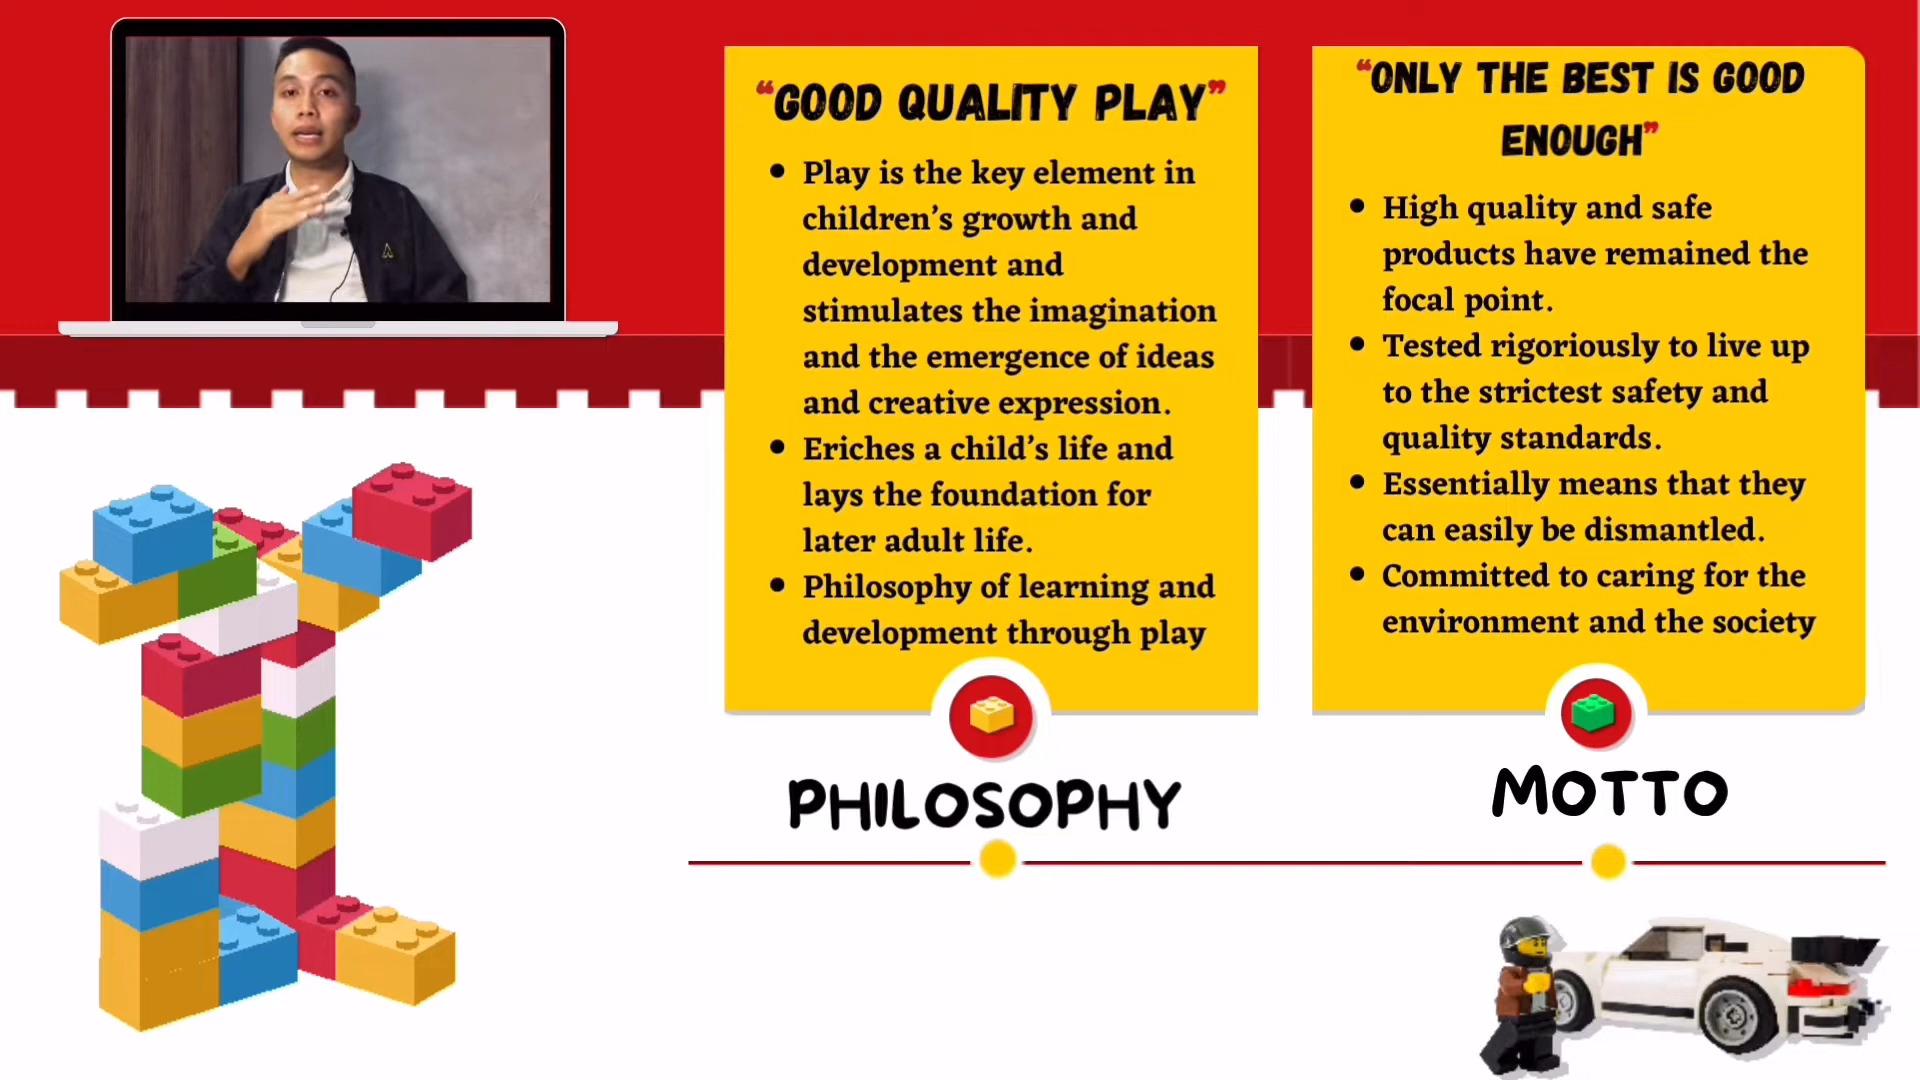 “GOOD QUALITY PLAY”
• Play is the key element in
children’s growth and
development and
stimulates the imagination
and the emergence of ideas
and creative expression.
• Eriches a child’s life and
lays the foundation for
later adult life.
• Philosophy of learning and
development through play
PHILOSOPHY
“ONLY THE BEST IS GOOD
ENOUGH”
• High quality and safe
products have remained the
focal point.
• Tested rigoriously to live up
to the strictest safety and
quality standards.
• Essentially means that they
can easily be dismantled.
• Committed to caring for the
environment and the society
MOTTO